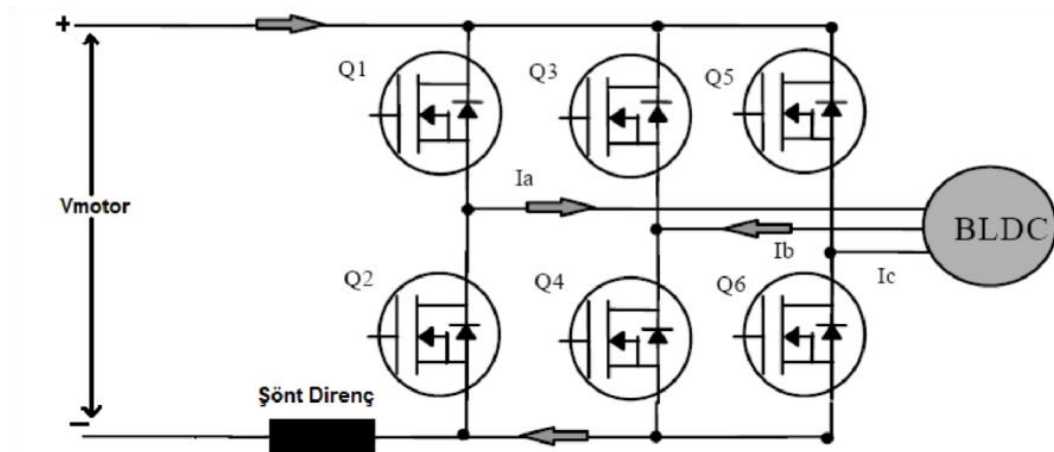 +
Q1
Q3
Q5
Ia
Vmotor
BLDC
Ib
Ic
Q2
Q4
Q6
Şönt Direnç
−